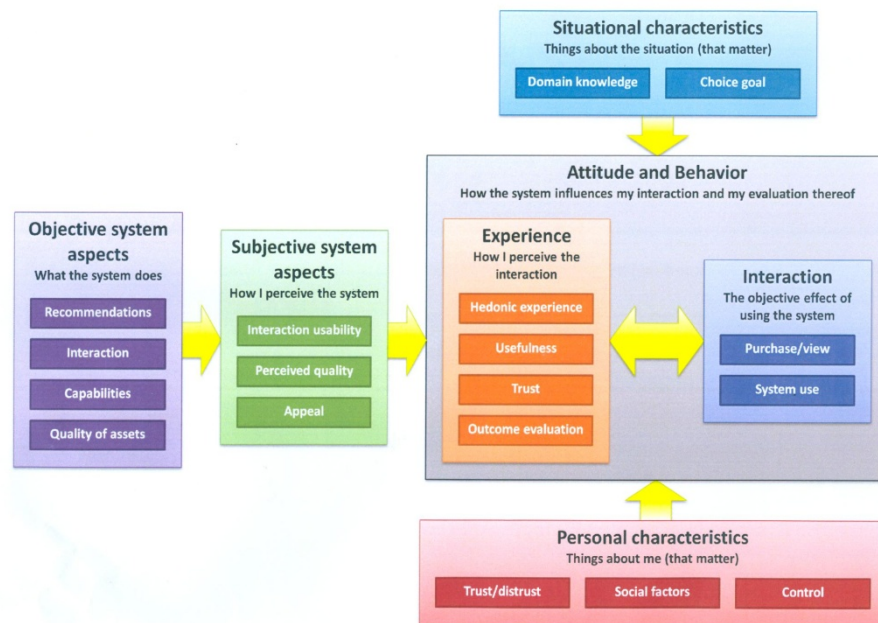 Situational characteristics
Things about the situation (that matter)
Domain knowledge
Choice goal
Attitude and Behavior
How the system influences my interaction and my evaluation thereof
Objective system
aspects
What the system does
Recommendations
Interaction
Capabilities
Quality of assets
Subjective system
aspects
How I perceive the system
Interaction usability
Perceived quality
Appeal
Experience
How I perceive the
interaction
Hedonic experience
Usefulness
Trust
Outcome evaluation
Interaction
The objective effect of
using the system
Purchase/view
System use
Personal characteristics
Things about me (that matter)
Trust/distrust
Social factors
Control